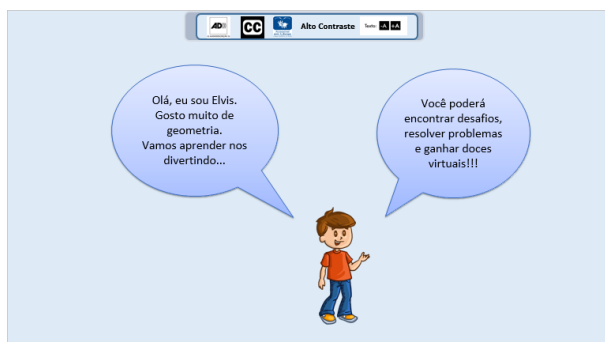 AD
CC
Alto Contraste
Texto: -A +A
Olá, eu sou Elvis.
Gosto muito de
geometria.
Vamos aprender nos
divertindo...
Você poderá
encontrar desafios,
resolver problemas
e ganhar doces
virtuais!!!